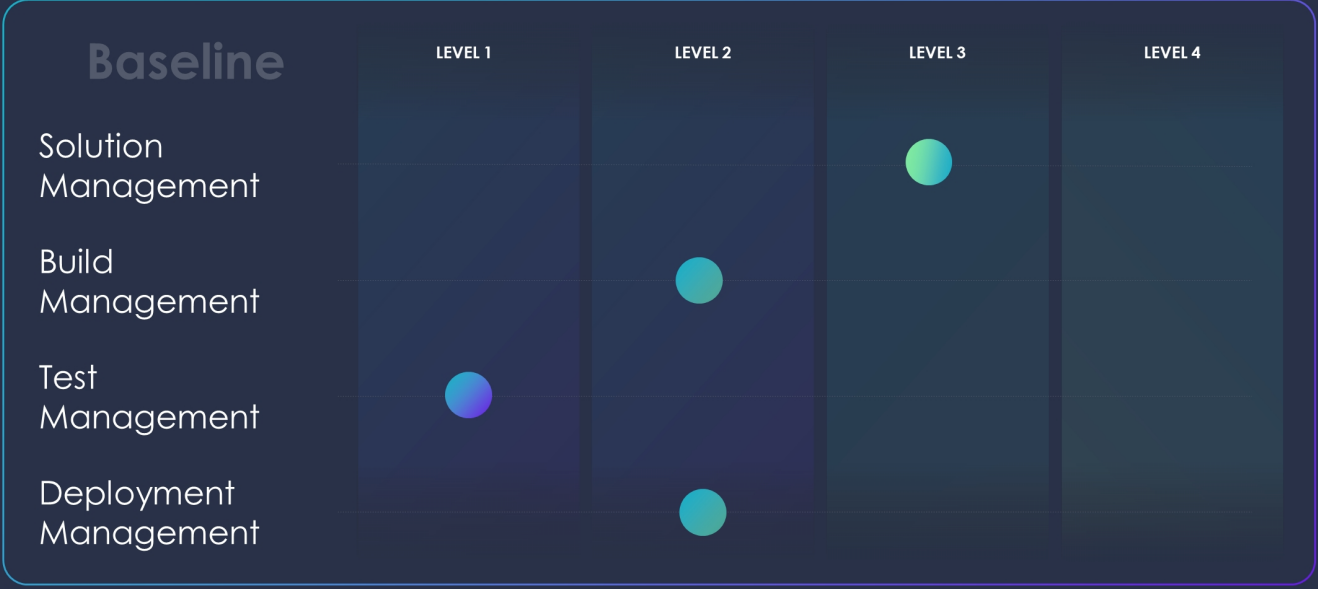 Baseline
LEVEL 1
LEVEL 2
LEVEL 3
LEVEL 4
Solution
Management
Build
Management
Test
Management
Deployment
Management